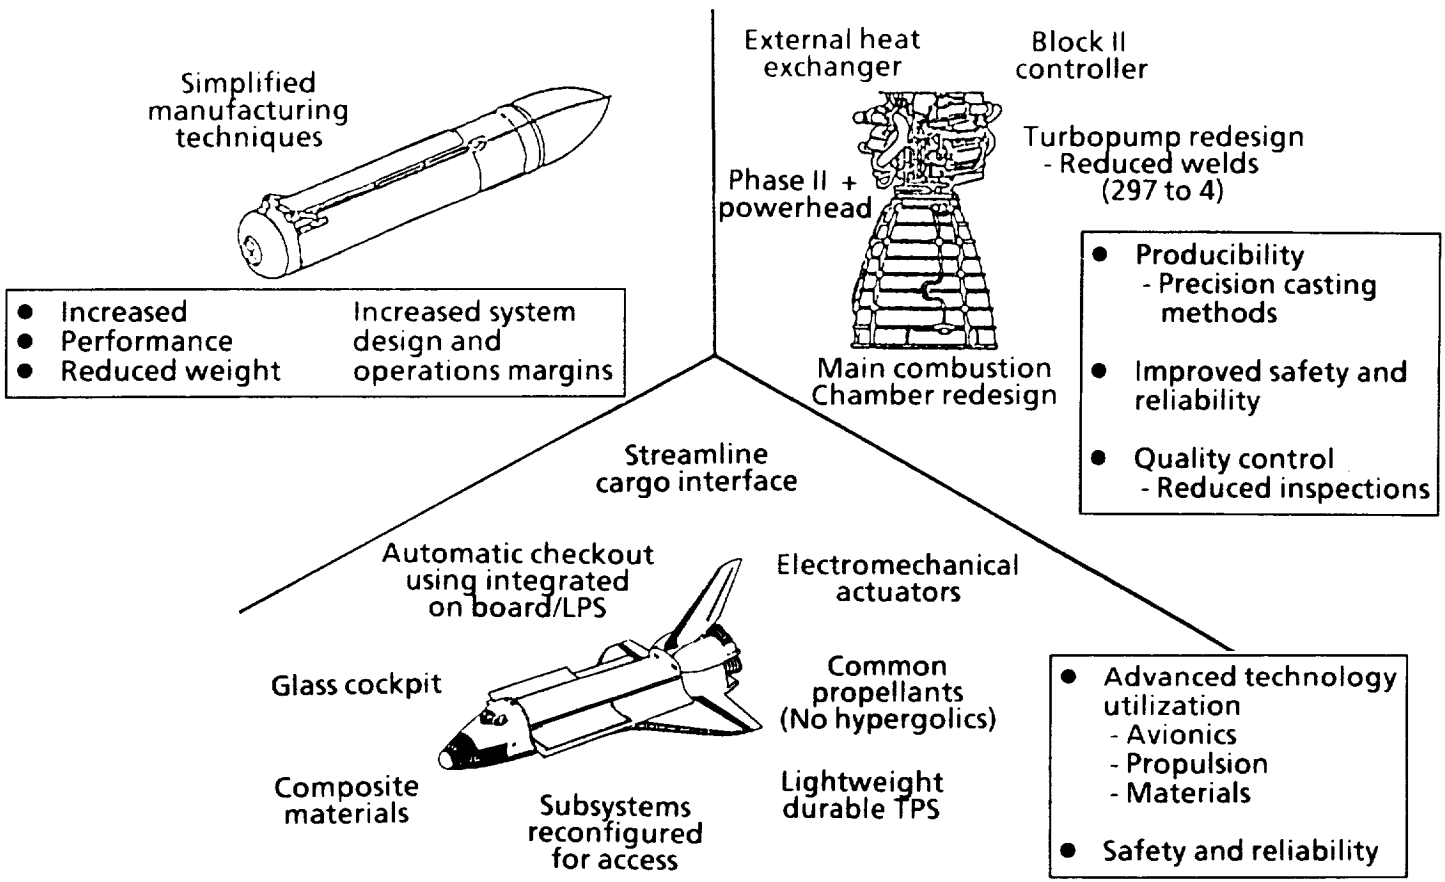 Simplified
manufacturing
techniques
● Increased
● Performance
● Reduced weight
Increased system
design and
operations margins
External heat
exchanger
Block II
controller
Turbopump redesign
- Reduced welds
(297 to 4)
Phase II +
powerhead
Main combustion
Chamber redesign
● Producibility
- Precision casting
methods
● Improved safety and
reliability
● Quality control
- Reduced inspections
Streamline
cargo interface
Automatic checkout
using integrated
on board/LPS
Electromechanical
actuators
Glass cockpit
Common
propellants
(No hypergolics)
Composite
materials
Subsystems
reconfigured
for access
Lightweight
durable TPS
● Advanced technology
utilization
- Avionics
- Propulsion
- Materials
● Safety and reliability